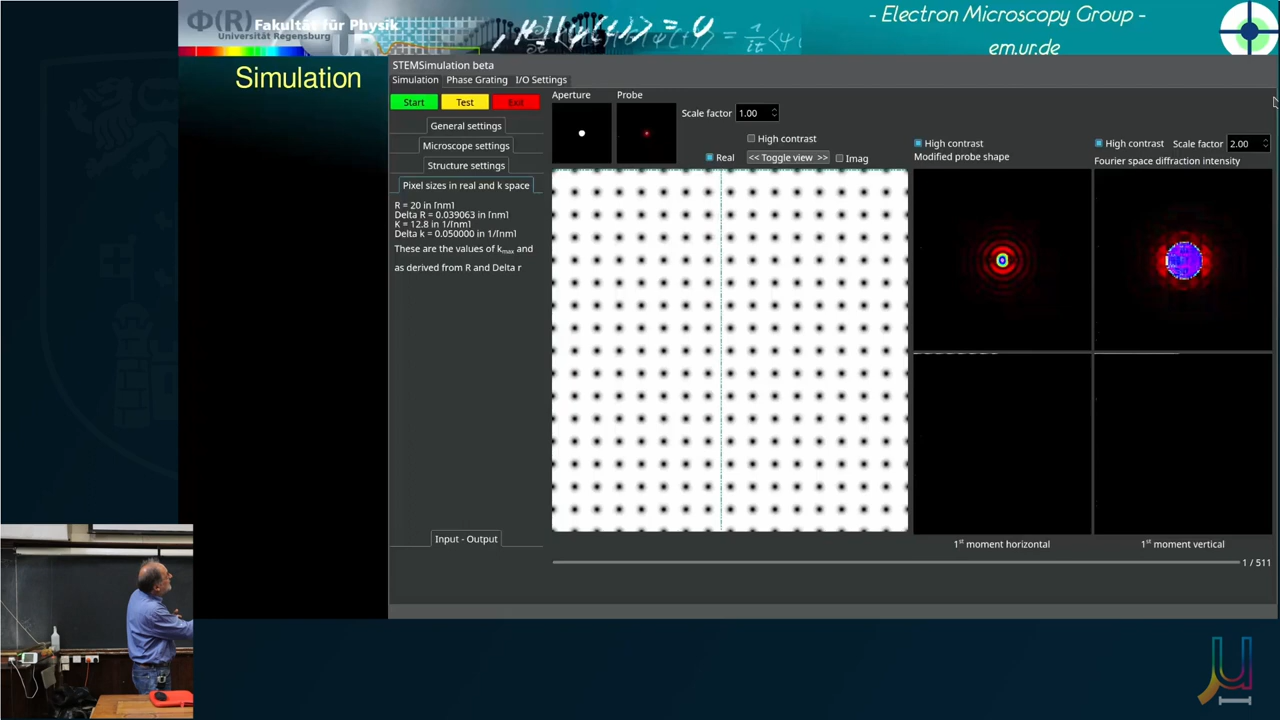 Φ(R) Fakultät für Physik
Universität Regensburg
- Electron Microscopy Group -
em.ur.de
Simulation
STEMSimulation beta
Simulation Phase Grating I/O Settings
Start Test Exit
Aperture Probe
Scale factor 1.00
General settings
Microscope settings
Structure settings
Pixel sizes in real and k space
High contrast
Real << Toggle view >> Imag
High contrast
Modified probe shape
High contrast Scale factor 2.00
Fourier space diffraction intensity
R = 20 in [nm]
Delta R = 0.039063 in [nm]
K = 12.8 in 1/[nm]
Delta k = 0.050000 in 1/[nm]
These are the values of kmax and
as derived from R and Delta r
Input - Output
1st moment horizontal 1st moment vertical
1 / 511